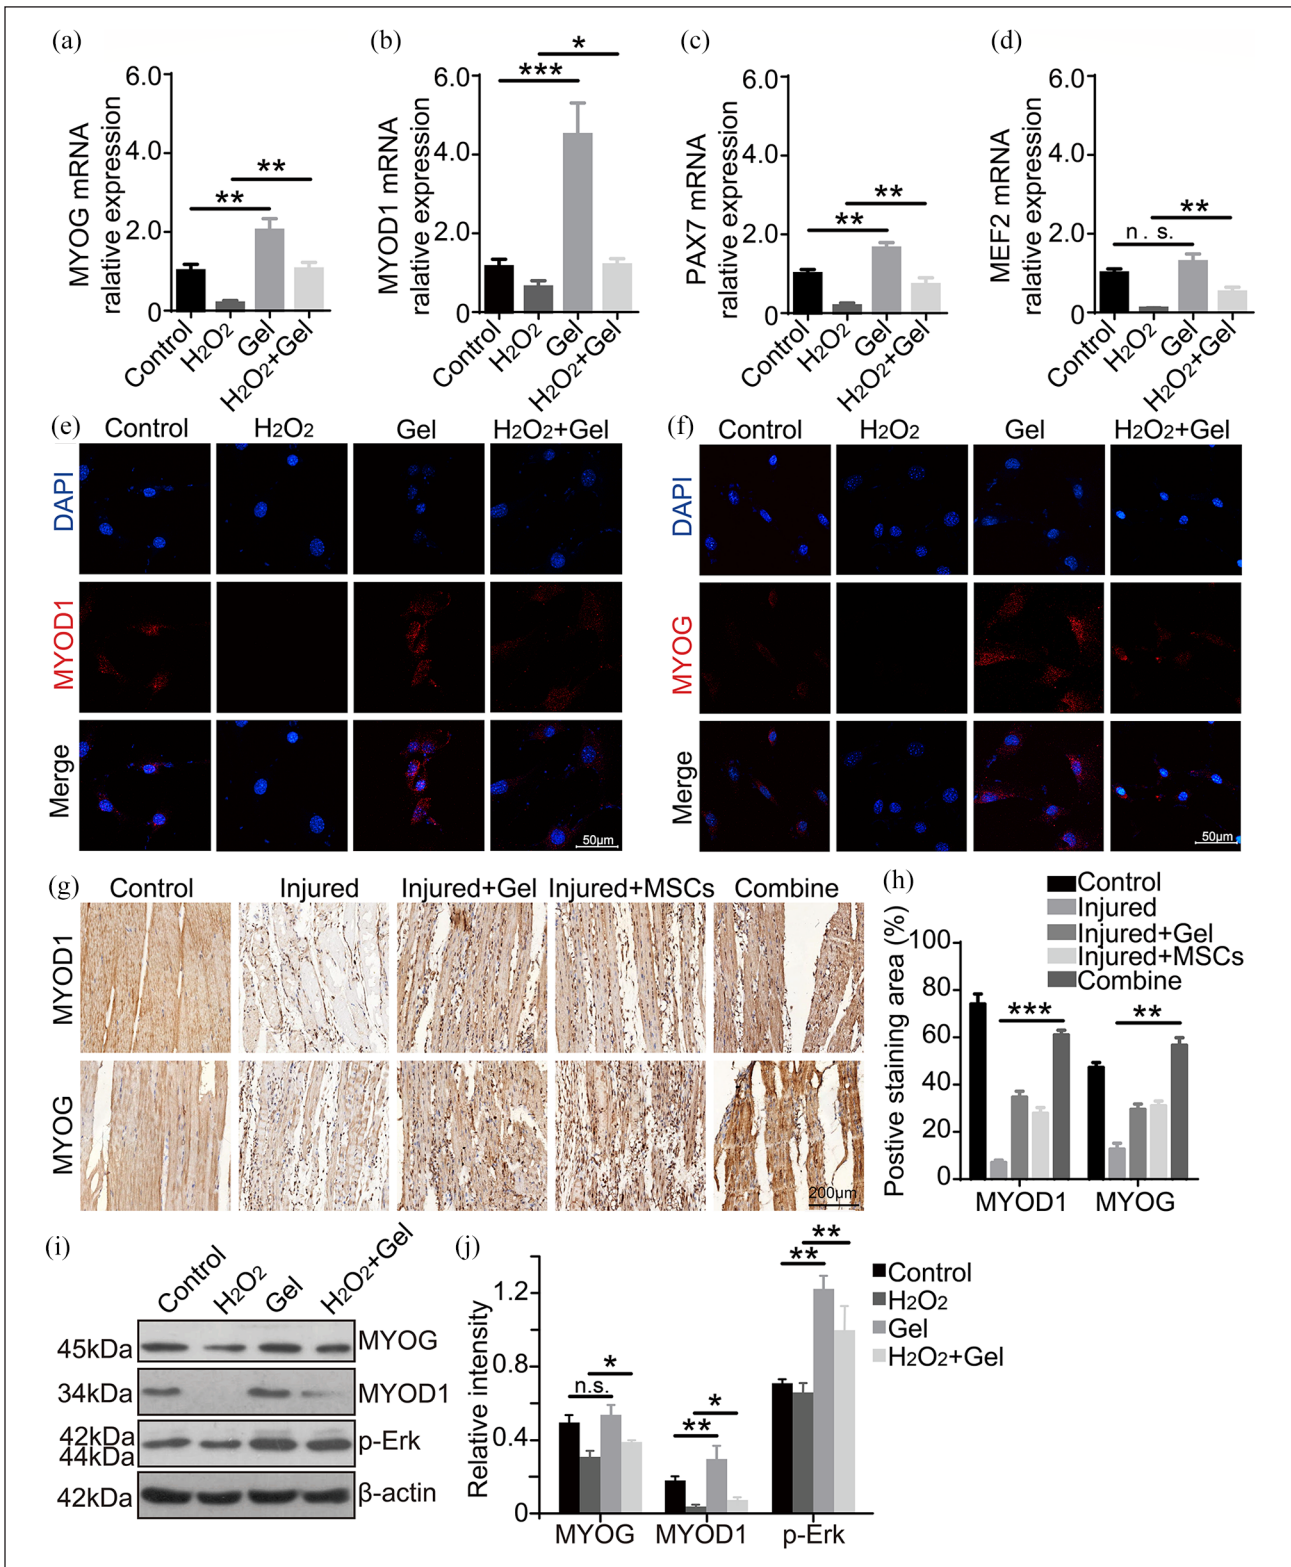 (a)
6.0
4.0
2.0
0
MYOG mRNA
ralative expression
**
**
Control
H2O2
Gel
H2O2+Gel
(b)
6.0
4.0
2.0
0
MYOD1 mRNA
ralative expression
*
***
Control
H2O2
Gel
H2O2+Gel
(c)
6.0
4.0
2.0
0
PAX7 mRNA
ralative expression
**
**
Control
H2O2
Gel
H2O2+Gel
(d)
6.0
4.0
2.0
0
MEF2 mRNA
ralative expression
**
n.s.
Control
H2O2
Gel
H2O2+Gel
(e)
Control H2O2 Gel H2O2+Gel
DAPI
MYOD1
Merge
50μm
(f)
Control H2O2 Gel H2O2+Gel
DAPI
MYOG
Merge
50μm
(g)
Control Injured Injured+Gel Injured+MSCs Combine
MYOD1
MYOG
200μm
(h)
Control
Injured
Injured+Gel
Injured+MSCs
Combine
Postive staining area (%)
100
80
60
40
20
0
***
**
MYOD1 MYOG
(i)
Control H2O2 Gel H2O2+Gel
45kDa MYOG
34kDa MYOD1
42kDa
44kDa
p-Erk
42kDa β-actin
(j)
Relative intensity
1.2
0.8
0.4
0
*
n.s.
*
**
**
**
MYOG MYOD1 p-Erk
Control
H2O2
Gel
H2O2+Gel